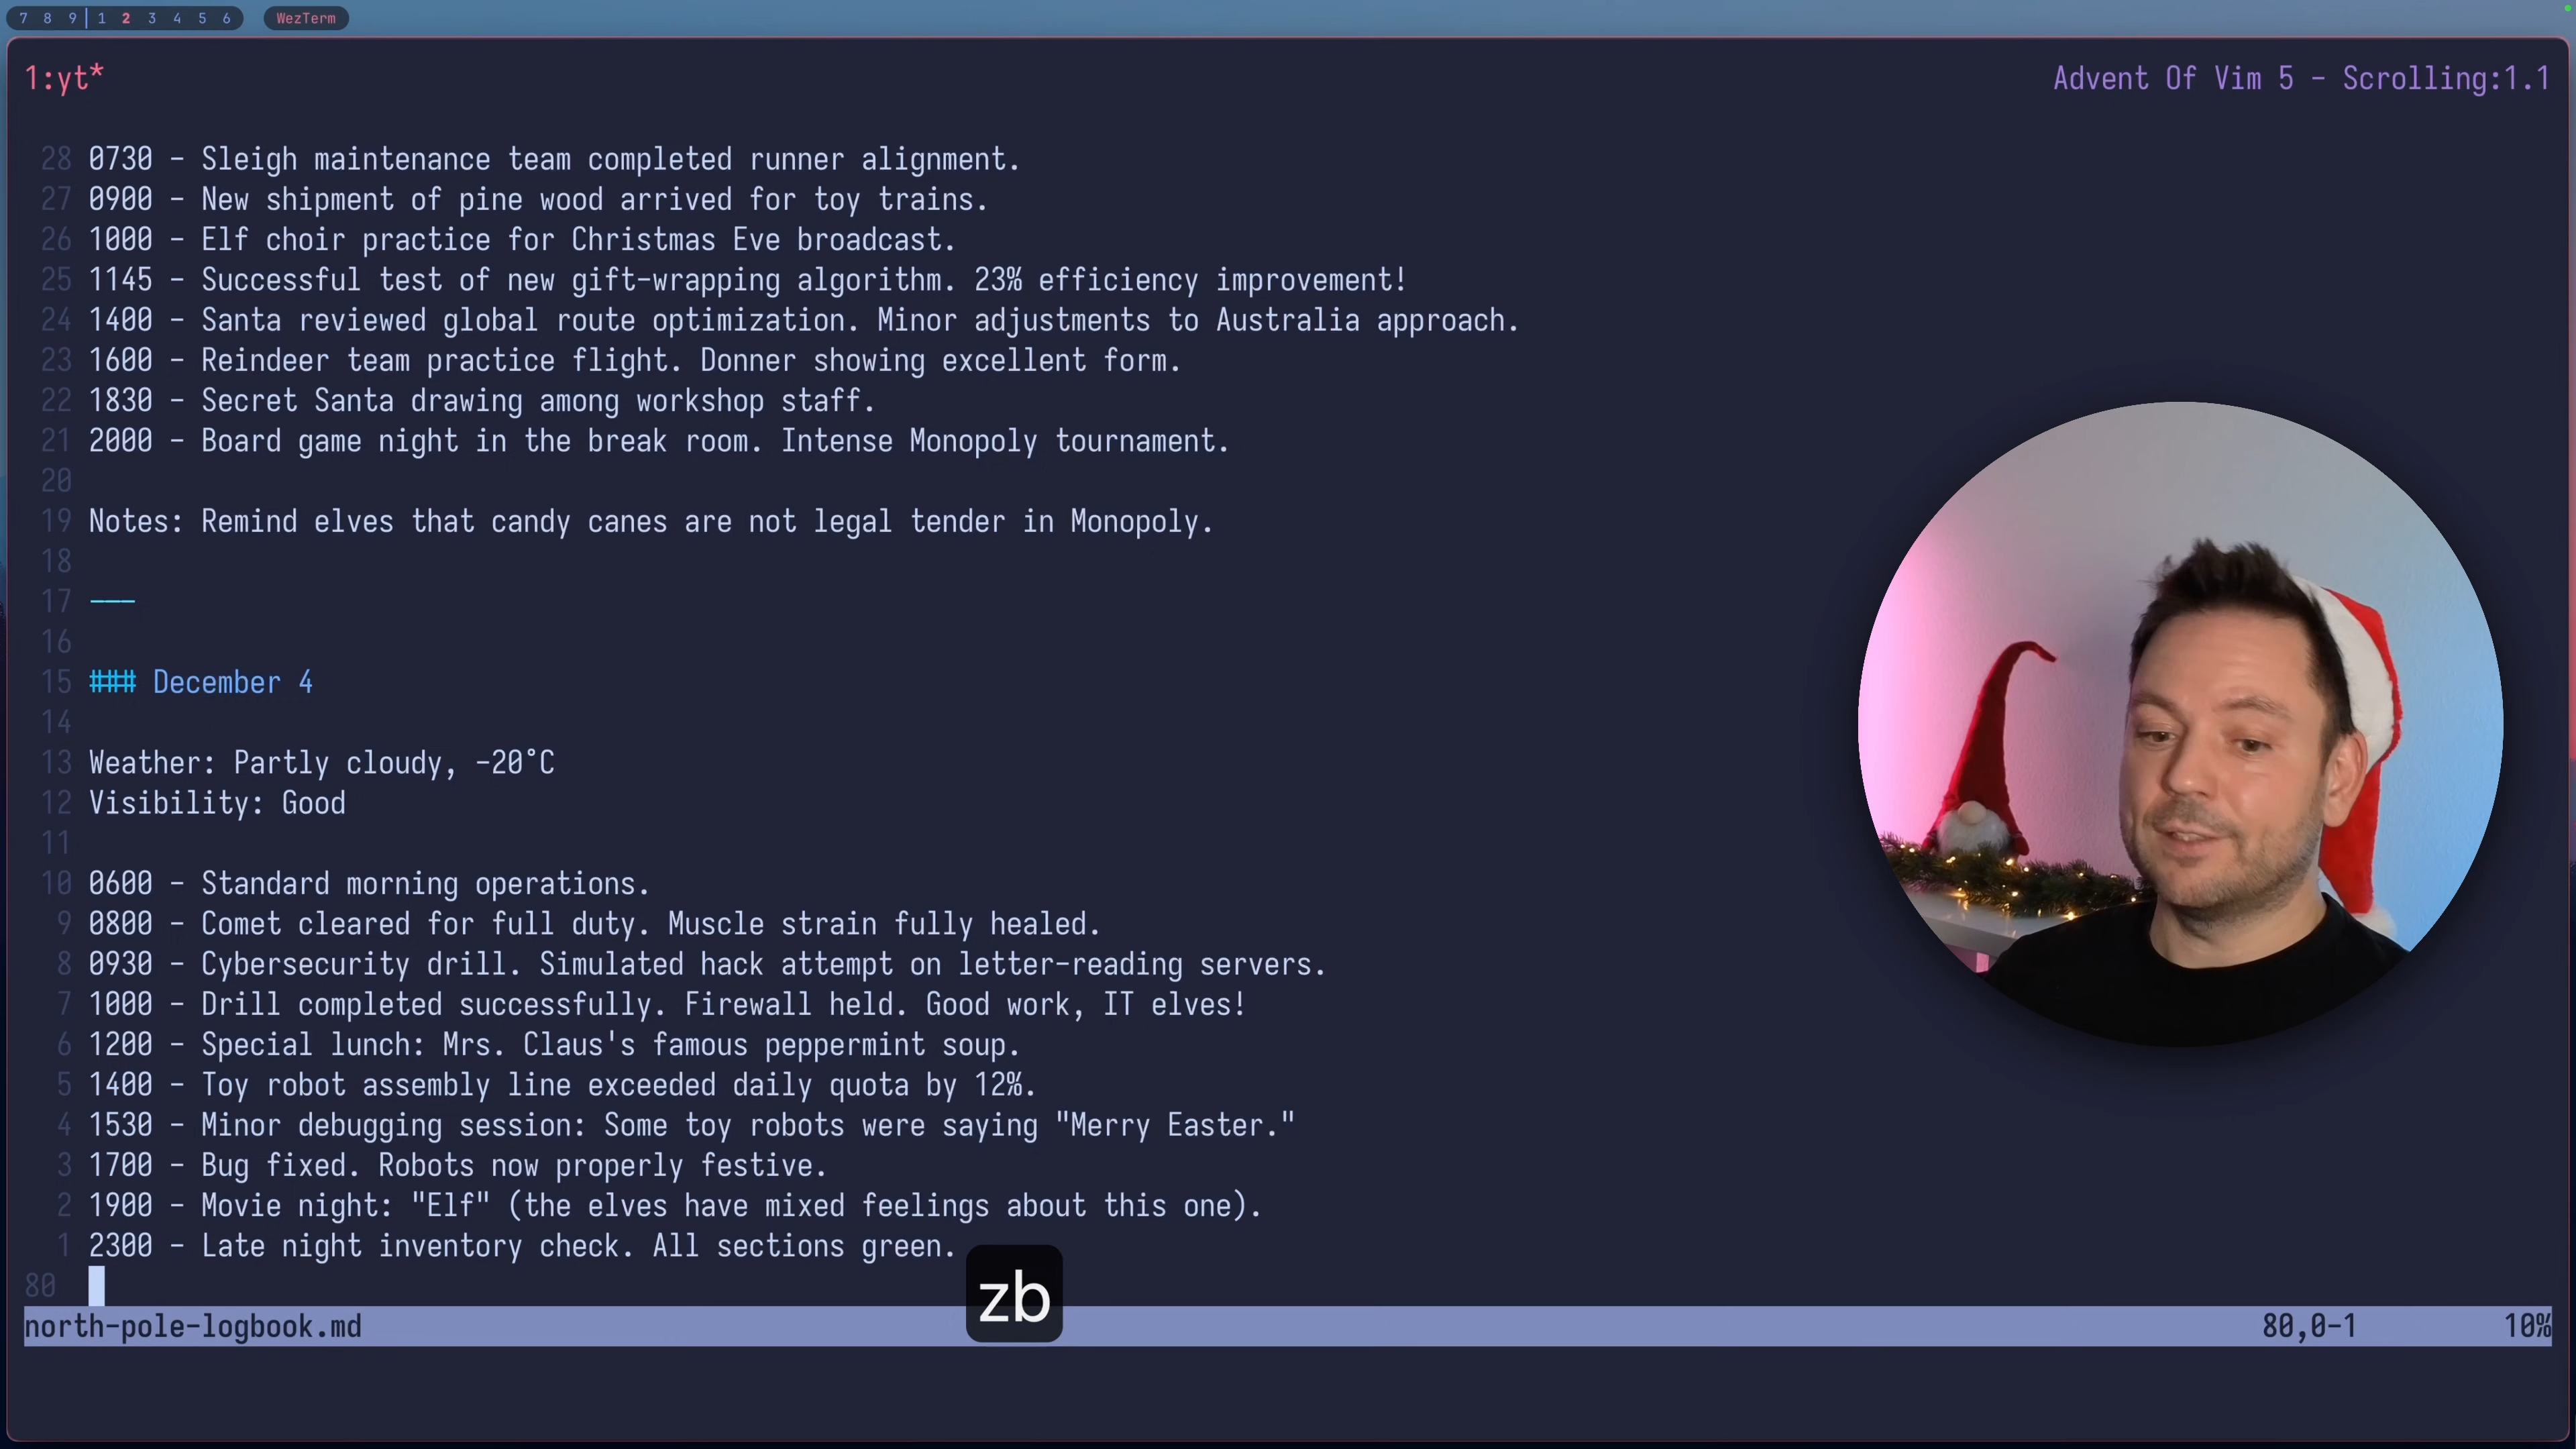 7 8 9 1 2 3 4 5 6 WezTerm
1:yt* Advent Of Vim 5 - Scrolling:1.1
28 0730 - Sleigh maintenance team completed runner alignment.
27 0900 - New shipment of pine wood arrived for toy trains.
26 1000 - Elf choir practice for Christmas Eve broadcast.
25 1145 - Successful test of new gift-wrapping algorithm. 23% efficiency improvement!
24 1400 - Santa reviewed global route optimization. Minor adjustments to Australia approach.
23 1600 - Reindeer team practice flight. Donner showing excellent form.
22 1830 - Secret Santa drawing among workshop staff.
21 2000 - Board game night in the break room. Intense Monopoly tournament.
20
19 Notes: Remind elves that candy canes are not legal tender in Monopoly.
18
17 ---
16
15 ### December 4
14
13 Weather: Partly cloudy, -20°C
12 Visibility: Good
11
10 0600 - Standard morning operations.
9 0800 - Comet cleared for full duty. Muscle strain fully healed.
8 0930 - Cybersecurity drill. Simulated hack attempt on letter-reading servers.
7 1000 - Drill completed successfully. Firewall held. Good work, IT elves!
6 1200 - Special lunch: Mrs. Claus's famous peppermint soup.
5 1400 - Toy robot assembly line exceeded daily quota by 12%.
4 1530 - Minor debugging session: Some toy robots were saying "Merry Easter."
3 1700 - Bug fixed. Robots now properly festive.
2 1900 - Movie night: "Elf" (the elves have mixed feelings about this one).
1 2300 - Late night inventory check. All sections green.
80
zb
north-pole-logbook.md 80,0-1 10%